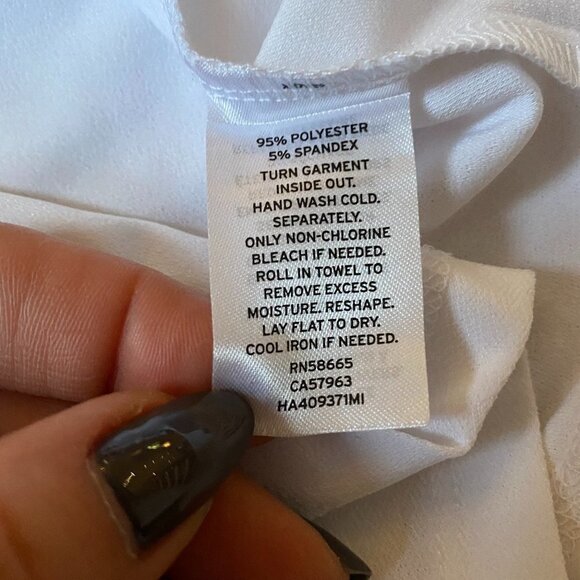 95% POLYESTER
5% SPANDEX
TURN GARMENT
INSIDE OUT.
HAND WASH COLD.
SEPARATELY.
ONLY NON-CHLORINE
BLEACH IF NEEDED.
ROLL IN TOWEL TO
REMOVE EXCESS
MOISTURE. RESHAPE.
LAY FLAT TO DRY.
COOL IRON IF NEEDED.
RN58665
CA57963
HA409371MI